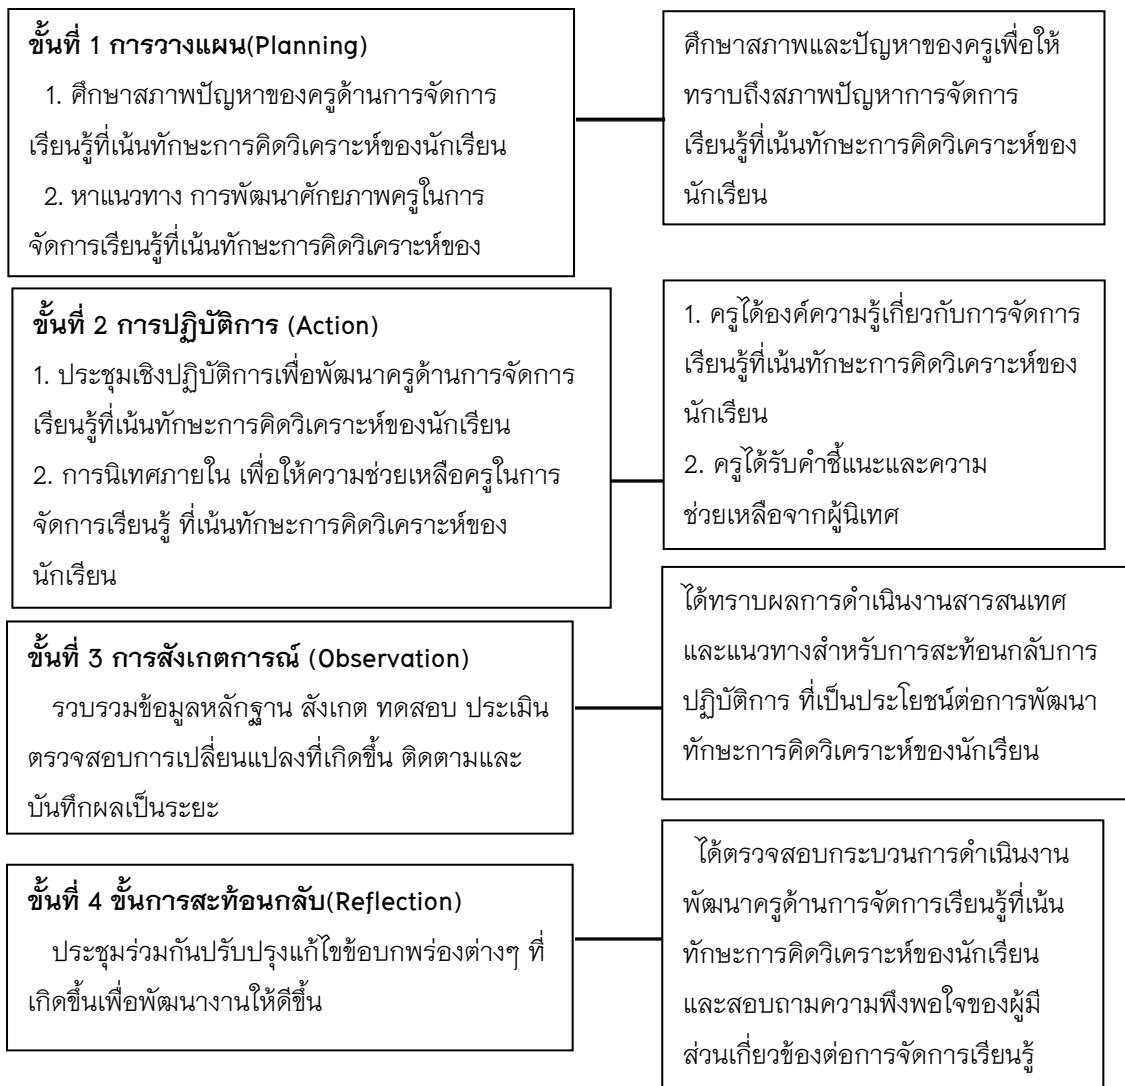 ขั้นที่ 1 การวางแผน(Planning)
1. ศึกษาสภาพปัญหาของครูด้านการจัดการ
เรียนรู้ที่เน้นทักษะการคิดวิเคราะห์ของนักเรียน
2. หาแนวทาง การพัฒนาศักยภาพครูในการ
จัดการเรียนรู้ที่เน้นทักษะการคิดวิเคราะห์ของ
ศึกษาสภาพและปัญหาของครูเพื่อให้
ทราบถึงสภาพปัญหาการจัดการ
เรียนรู้ที่เน้นทักษะการคิดวิเคราะห์ของ
นักเรียน
ขั้นที่ 2 การปฏิบัติการ (Action)
1. ประชุมเชิงปฏิบัติการเพื่อพัฒนาครูด้านการจัดการ
เรียนรู้ที่เน้นทักษะการคิดวิเคราะห์ของนักเรียน
2. การนิเทศภายใน เพื่อให้ความช่วยเหลือครูในการ
จัดการเรียนรู้ ที่เน้นทักษะการคิดวิเคราะห์ของ
นักเรียน
1. ครูได้องค์ความรู้เกี่ยวกับการจัดการ
เรียนรู้ที่เน้นทักษะการคิดวิเคราะห์ของ
นักเรียน
2. ครูได้รับคำชี้แนะและความ
ช่วยเหลือจากผู้นิเทศ
ขั้นที่ 3 การสังเกตการณ์ (Observation)
รวบรวมข้อมูลหลักฐาน สังเกต ทดสอบ ประเมิน
ตรวจสอบการเปลี่ยนแปลงที่เกิดขึ้น ติดตามและ
บันทึกผลเป็นระยะ
ได้ทราบผลการดำเนินงานสารสนเทศ
และแนวทางสำหรับการสะท้อนกลับการ
ปฏิบัติการ ที่เป็นประโยชน์ต่อการพัฒนา
ทักษะการคิดวิเคราะห์ของนักเรียน
ขั้นที่ 4 ขั้นการสะท้อนกลับ(Reflection)
ประชุมร่วมกันปรับปรุงแก้ไขข้อบกพร่องต่างๆ ที่
เกิดขึ้นเพื่อพัฒนางานให้ดีขึ้น
ได้ตรวจสอบกระบวนการดำเนินงาน
พัฒนาครูด้านการจัดการเรียนรู้ที่เน้น
ทักษะการคิดวิเคราะห์ของนักเรียน
และสอบถามความพึงพอใจของผู้มี
ส่วนเกี่ยวข้องต่อการจัดการเรียนรู้